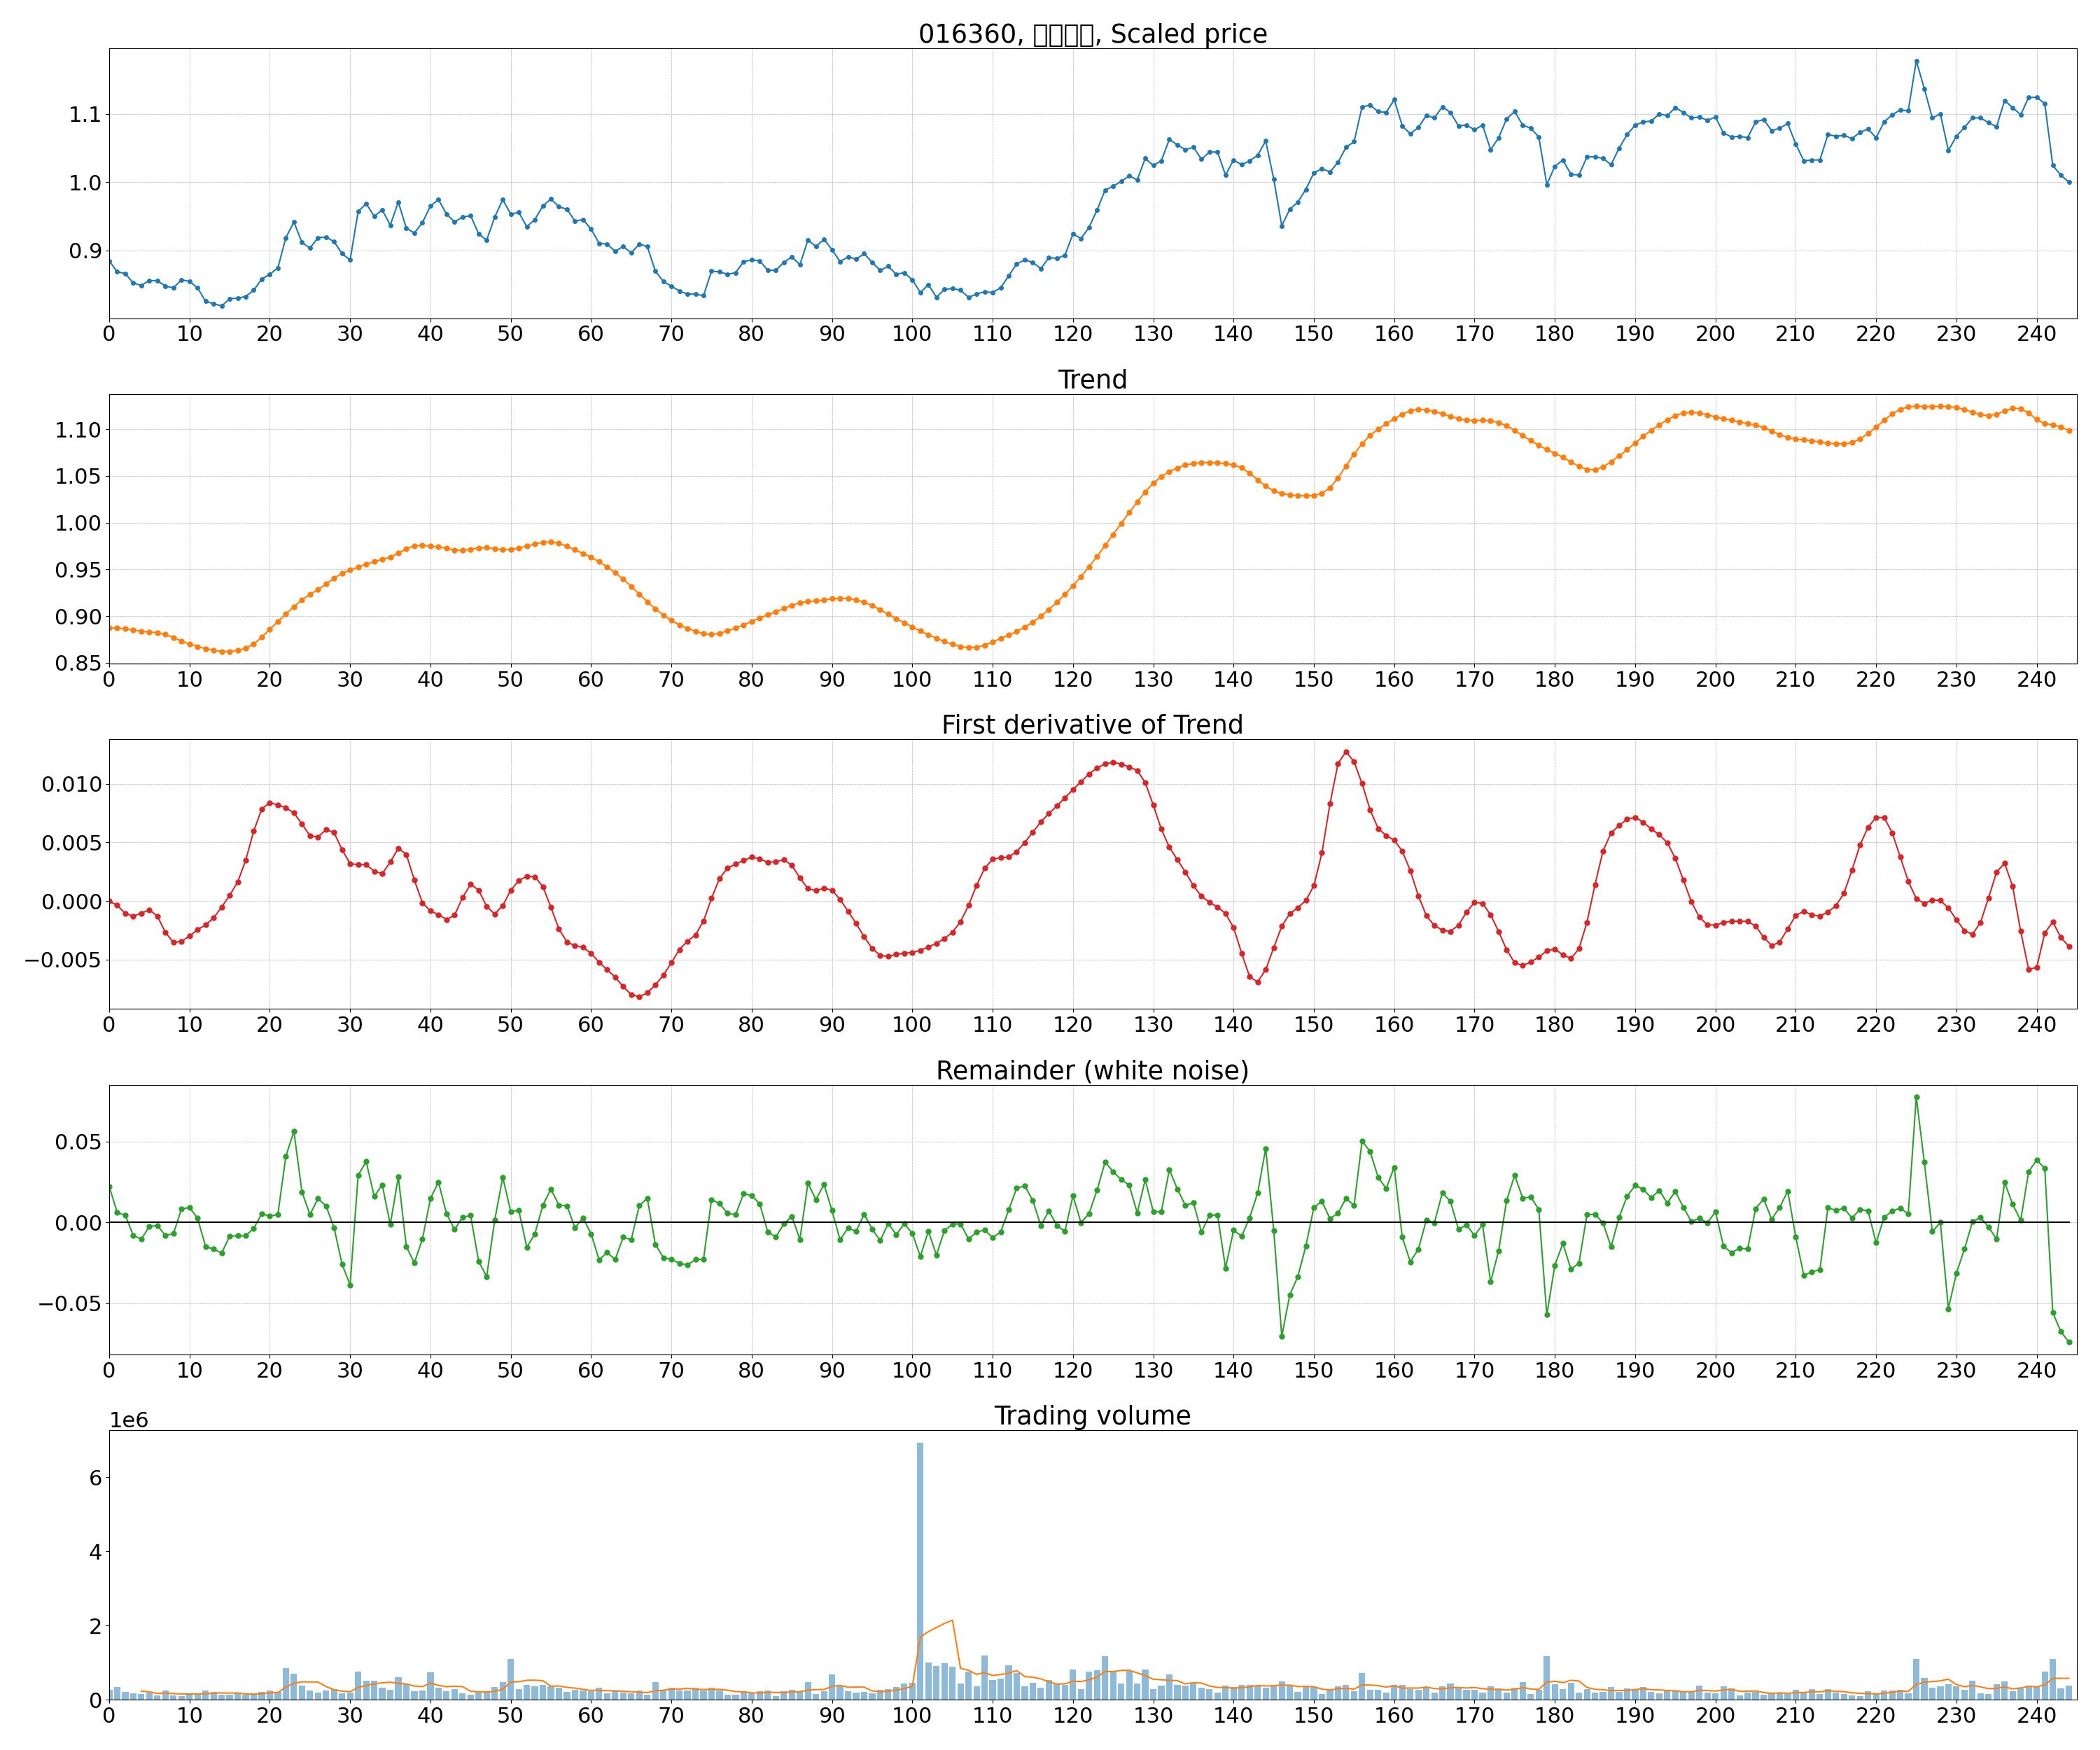 016360, □□□□, Scaled price
1.1
1.0
0.9
0 10 20 30 40 50 60 70 80 90 100 110 120 130 140 150 160 170 180 190 200 210 220 230 240
Trend
1.10
1.05
1.00
0.95
0.90
0.85
0 10 20 30 40 50 60 70 80 90 100 110 120 130 140 150 160 170 180 190 200 210 220 230 240
First derivative of Trend
0.010
0.005
0.000
−0.005
0 10 20 30 40 50 60 70 80 90 100 110 120 130 140 150 160 170 180 190 200 210 220 230 240
Remainder (white noise)
0.05
0.00
−0.05
0 10 20 30 40 50 60 70 80 90 100 110 120 130 140 150 160 170 180 190 200 210 220 230 240
Trading volume
1e6
6
4
2
0
0 10 20 30 40 50 60 70 80 90 100 110 120 130 140 150 160 170 180 190 200 210 220 230 240